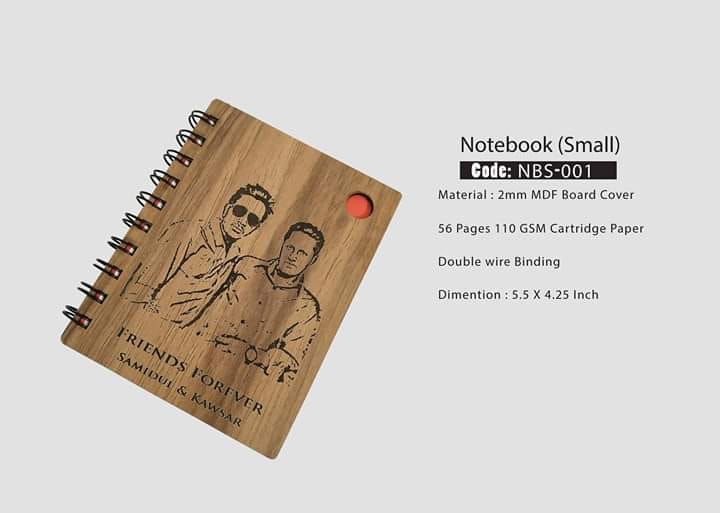 Notebook (Small)
Code: NBS-001
Material : 2mm MDF Board Cover
56 Pages 110 GSM Cartridge Paper
Double wire Binding
Dimention : 5.5 X 4.25 Inch
Friends Forever
Samidul & Kawsar